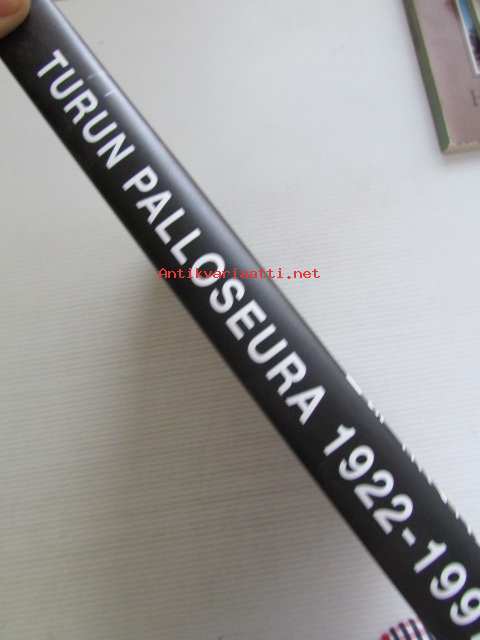 TURUN PALLOSEURA 1922-199
Antikvariaatti.net